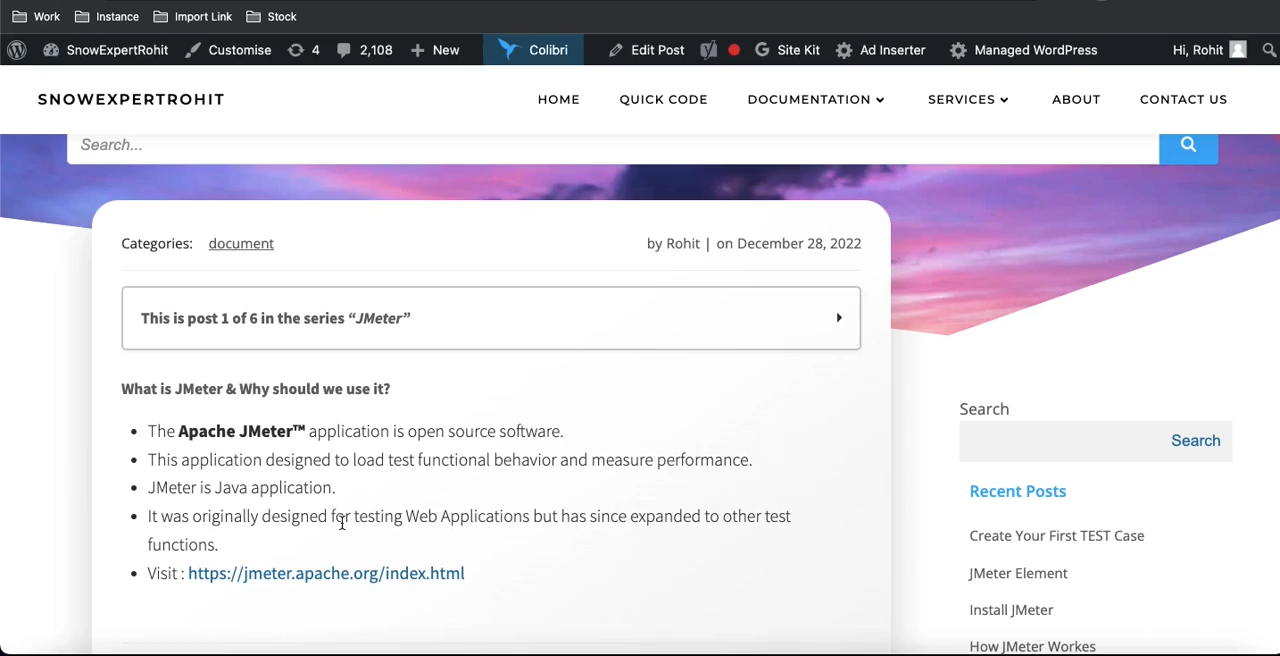 Work Instance Import Link Stock
SnowExpertRohit Customise 4 2,108 New Colibri Edit Post Site Kit Ad Inserter Managed WordPress Hi, Rohit
SNOWEXPERTROHIT HOME QUICK CODE DOCUMENTATION SERVICES ABOUT CONTACT US
Search...
Categories: document by Rohit | on December 28, 2022
This is post 1 of 6 in the series “JMeter”
What is JMeter & Why should we use it?
• The Apache JMeter™ application is open source software.
• This application designed to load test functional behavior and measure performance.
• JMeter is Java application.
• It was originally designed for testing Web Applications but has since expanded to other test
functions.
• Visit : https://jmeter.apache.org/index.html
Search
Search
Recent Posts
Create Your First TEST Case
JMeter Element
Install JMeter
How JMeter Workes